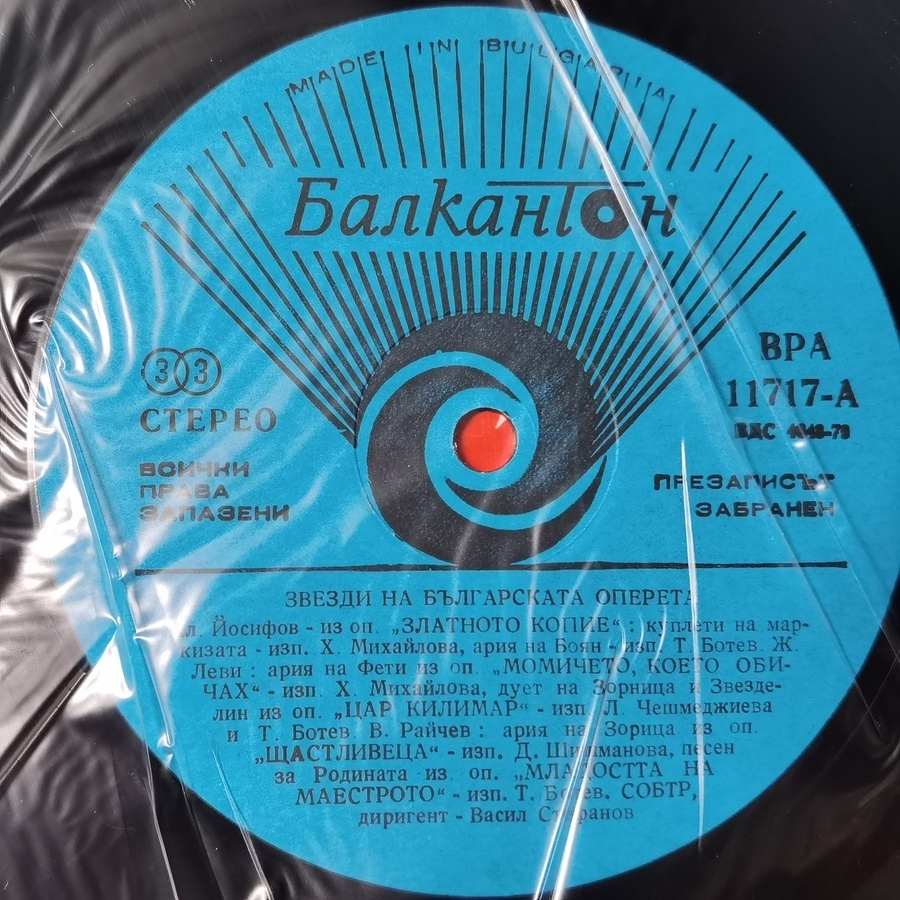 MADE IN BULGARIA
Балкантон
33
СТЕРЕО
ВСИЧКИ
ПРАВА
ЗАПАЗЕНИ
ВРА
11717-А
ВДС
ПРЕЗАПИСЪТ
ЗАБРАНЕН
ЗВЕЗДИ НА БЪЛГАРСКАТА ОПЕРЕТА
л. Йосифов - из оп. „ЗЛАТНОТО КОПИЕ“ : куплети на мар-
кизата - изп. Х. Михайлова, ария на Боян - изп. Т. Ботев. Ж.
Леви : ария на Фети из оп. „МОМИЧЕТО, КОЕТО ОБИ-
ЧАХ“ - изп. Х. Михайлова, дует на Зорница и Звезде-
лин из оп. „ЦАР КИЛИМАР“ - изп. Л. Чешмеджиева
и Т. Ботев. В. Райчев : ария на Зорица из оп.
„ЩАСТЛИВЕЦА“ - изп. Д. Шишманова, песен
за Родината из оп. „МЛАДОСТТА НА
МАЕСТРОТО“ - изп. Т. Ботев. СОБТР,
диригент - Васил Стефанов